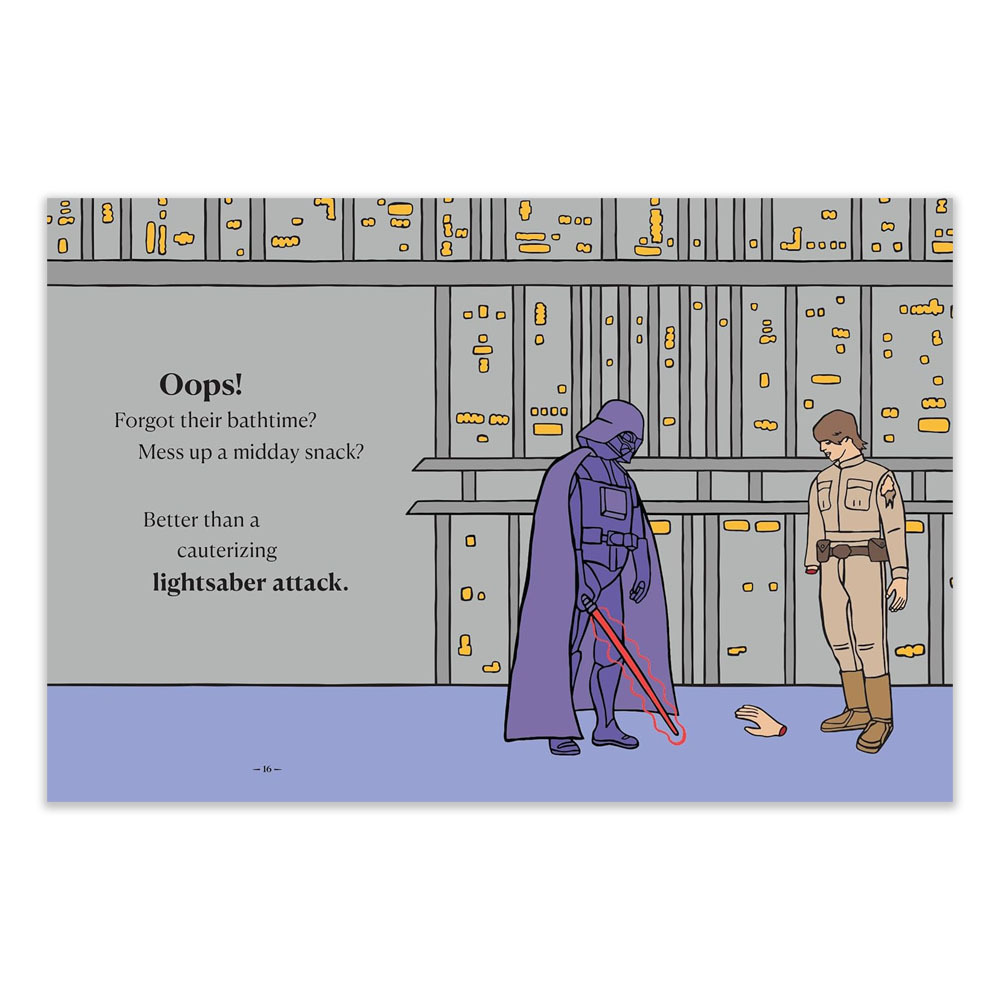 Oops!
Forgot their bathtime?
Mess up a midday snack?
Better than a
cauterizing
lightsaber attack.
– 16 –